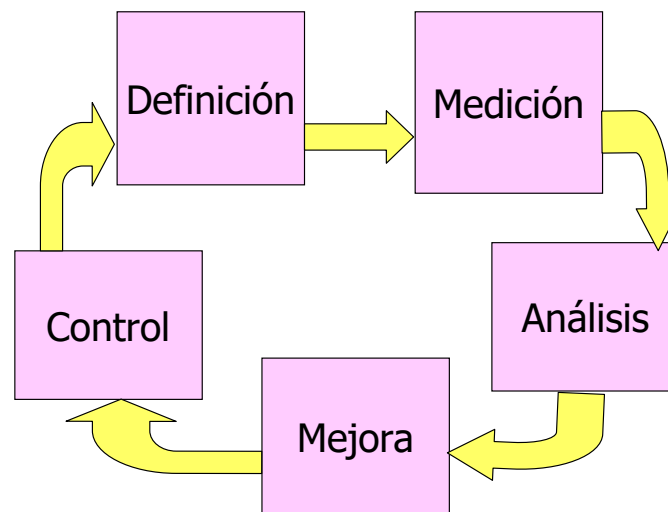 Definición
Medición
Análisis
Mejora
Control